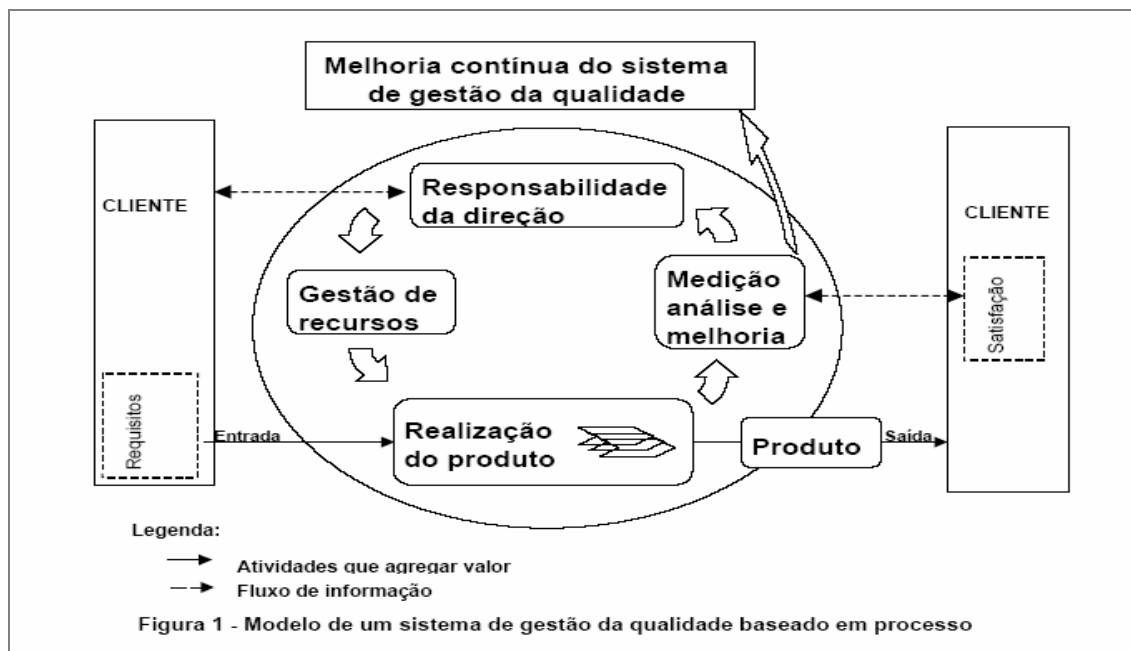 Melhoria contínua do sistema
de gestão da qualidade
CLIENTE
Responsabilidade
da direção
CLIENTE
Gestão de
recursos
Medição
análise e
melhoria
Satisfação
Requisitos
Entrada
Realização
do produto
Produto
Saída
Legenda:
Atividades que agregar valor
Fluxo de informação
Figura 1 - Modelo de um sistema de gestão da qualidade baseado em processo